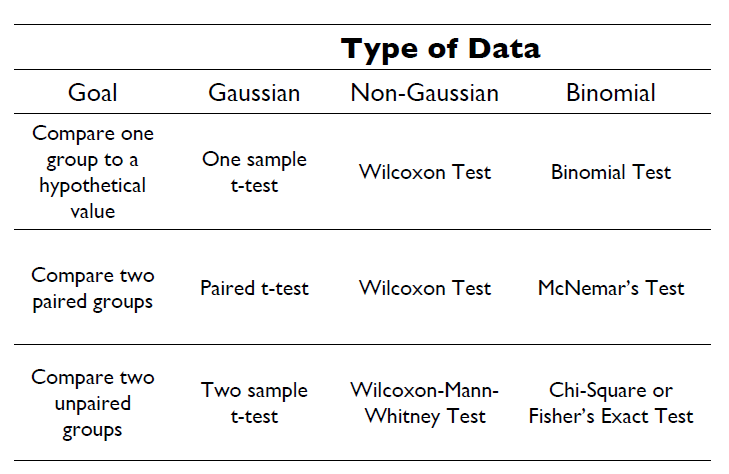 Type of Data
Goal Gaussian Non-Gaussian Binomial
Compare one
group to a
hypothetical
value
One sample
t-test
Wilcoxon Test
Binomial Test
Compare two
paired groups
Paired t-test
Wilcoxon Test
McNemar’s Test
Compare two
unpaired
groups
Two sample
t-test
Wilcoxon-Mann-
Whitney Test
Chi-Square or
Fisher’s Exact Test